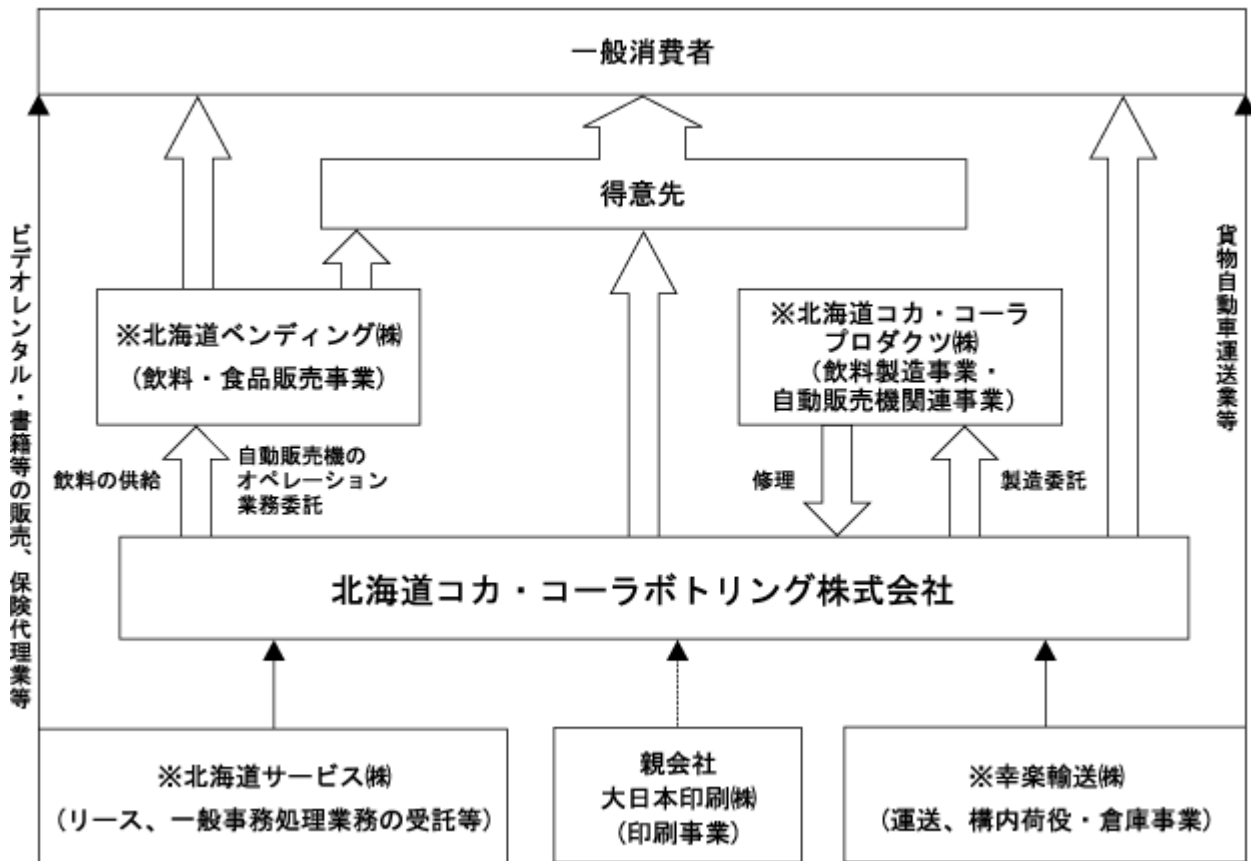 一般消費者
得意先
ビデオレンタル・書籍等の販売、保険代理業等
貨物自動車運送業等
※北海道ベンディング㈱
(飲料・食品販売事業)
※北海道コカ・コーラ
プロダクツ㈱
(飲料製造事業・
自動販売機関連事業)
飲料の供給
自動販売機の
オペレーション
業務委託
修理
製造委託
北海道コカ・コーラボトリング株式会社
※北海道サービス㈱
(リース、一般事務処理業務の受託等)
親会社
大日本印刷㈱
(印刷事業)
※幸楽輸送㈱
(運送、構内荷役・倉庫事業)